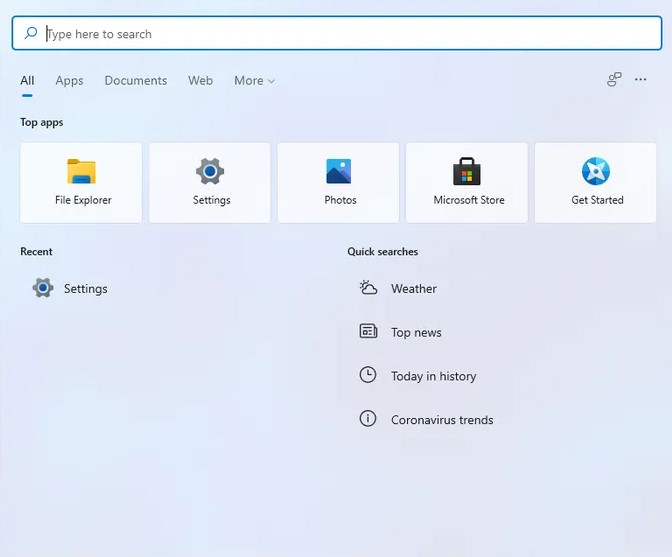 Type here to search
All Apps Documents Web More
Top apps
File Explorer Settings Photos Microsoft Store Get Started
Recent Quick searches
Settings Weather
Top news
Today in history
Coronavirus trends